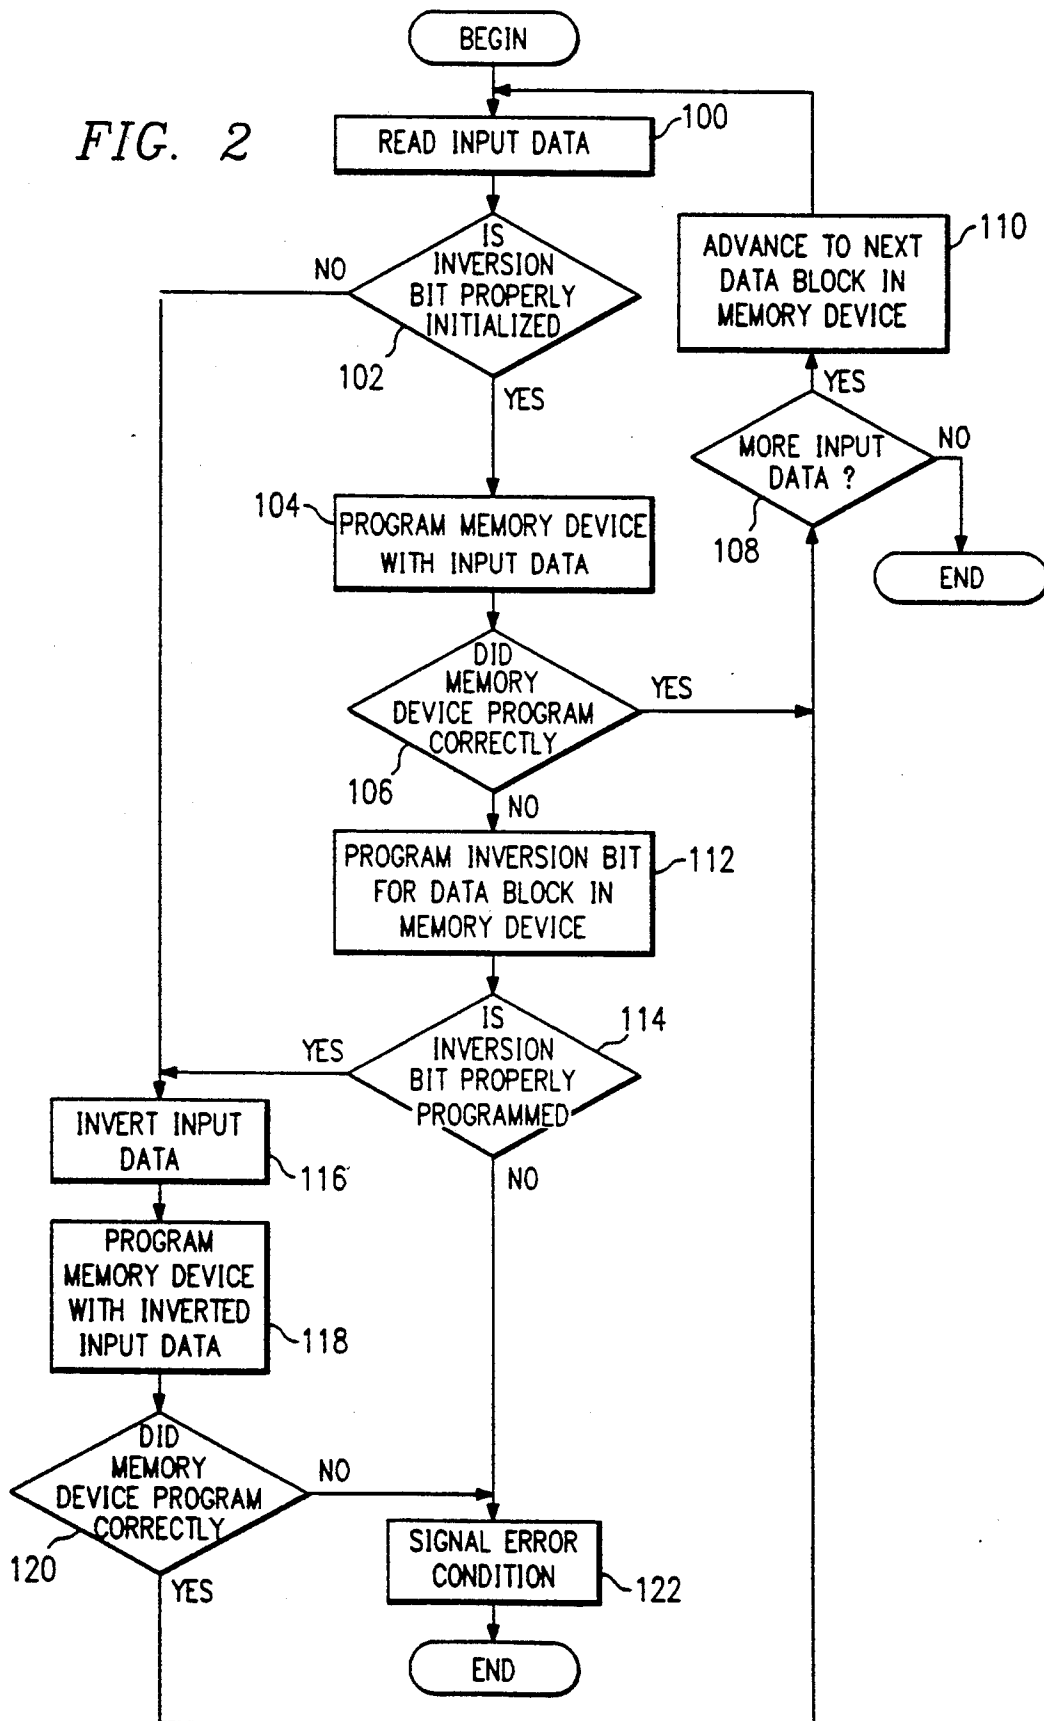 BEGIN
FIG. 2
READ INPUT DATA
100
IS
INVERSION
BIT PROPERLY
INITIALIZED
NO
102
YES
ADVANCE TO NEXT
DATA BLOCK IN
MEMORY DEVICE
110
YES
MORE INPUT
DATA ?
NO
108
END
104
PROGRAM MEMORY DEVICE
WITH INPUT DATA
DID
MEMORY
DEVICE PROGRAM
CORRECTLY
YES
106
NO
PROGRAM INVERSION BIT
FOR DATA BLOCK IN
MEMORY DEVICE
112
IS
INVERSION
BIT PROPERLY
PROGRAMMED
114
YES
NO
INVERT INPUT
DATA
116
PROGRAM
MEMORY DEVICE
WITH INVERTED
INPUT DATA
118
DID
MEMORY
DEVICE PROGRAM
CORRECTLY
NO
120
YES
SIGNAL ERROR
CONDITION
122
END